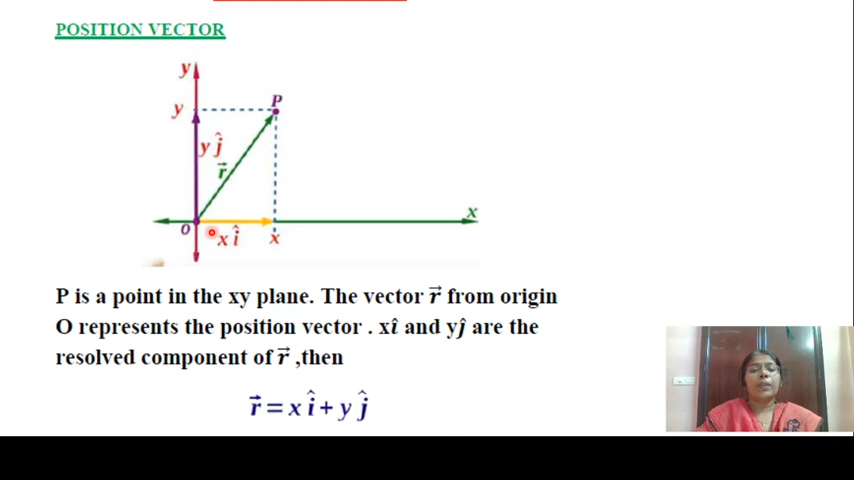 POSITION VECTOR
y
y
P
y ĵ
r⃗
O
x î
x
x
P is a point in the xy plane. The vector r⃗ from origin
O represents the position vector . xî and yĵ are the
resolved component of r⃗ ,then
r⃗ = x î + y ĵ